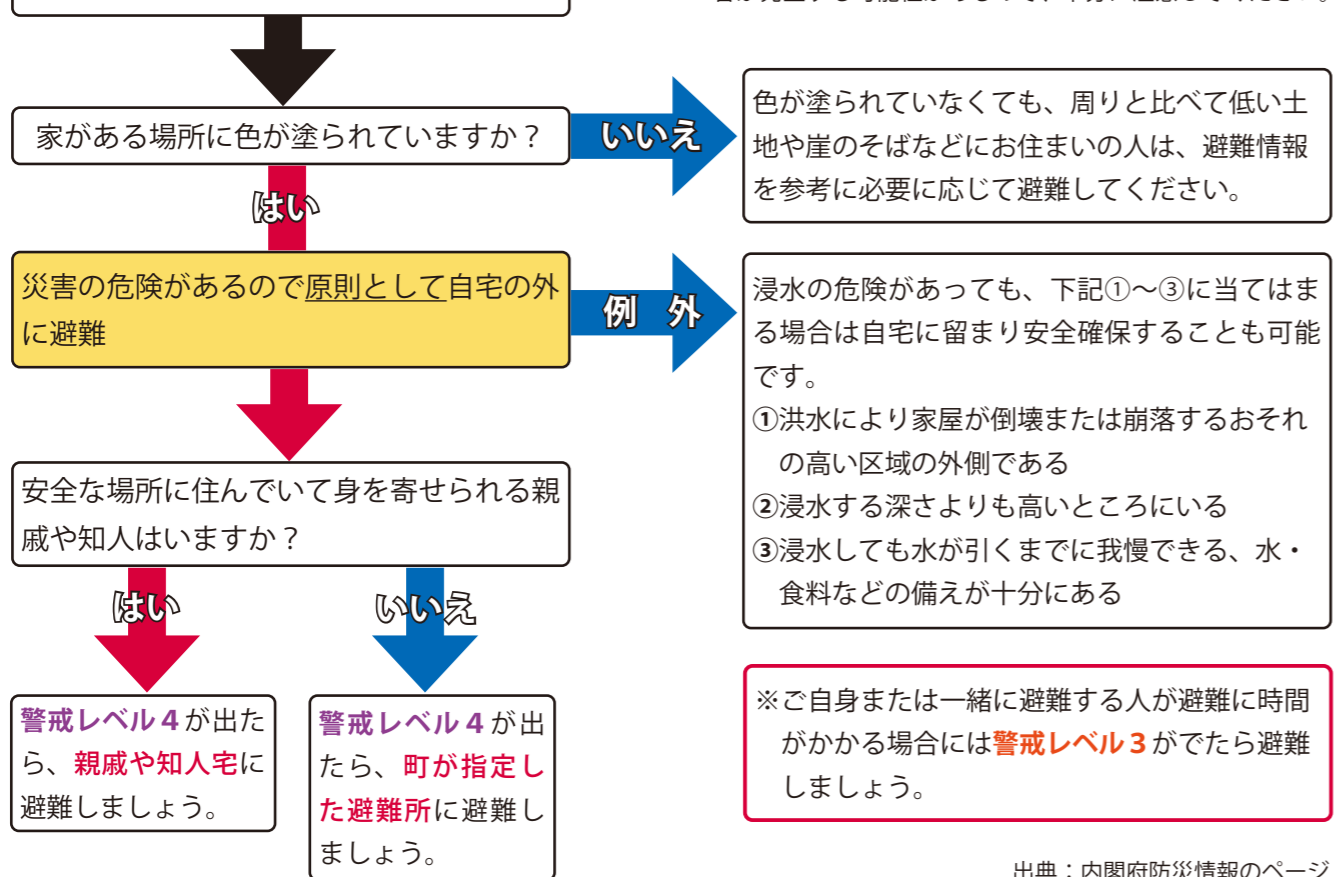 家がある場所に色が塗られていますか？
いいえ
色が塗られていなくても、周りと比べて低い土
地や崖のそばなどにお住まいの人は、避難情報
を参考に必要に応じて避難してください。
はい
災害の危険があるので原則として自宅の外
に避難
例　外
浸水の危険があっても、下記①〜③に当てはま
る場合は自宅に留まり安全確保することも可能
です。
①洪水により家屋が倒壊または崩落するおそれ
の高い区域の外側である
②浸水する深さよりも高いところにいる
③浸水しても水が引くまでに我慢できる、水・
食料などの備えが十分にある
安全な場所に住んでいて身を寄せられる親
戚や知人はいますか？
はい
いいえ
警戒レベル４が出た
ら、親戚や知人宅に
避難しましょう。
警戒レベル４が出
たら、町が指定し
た避難所に避難し
ましょう。
※ご自身または一緒に避難する人が避難に時間
がかかる場合には警戒レベル３がでたら避難
しましょう。
出典：内閣府防災情報のページ